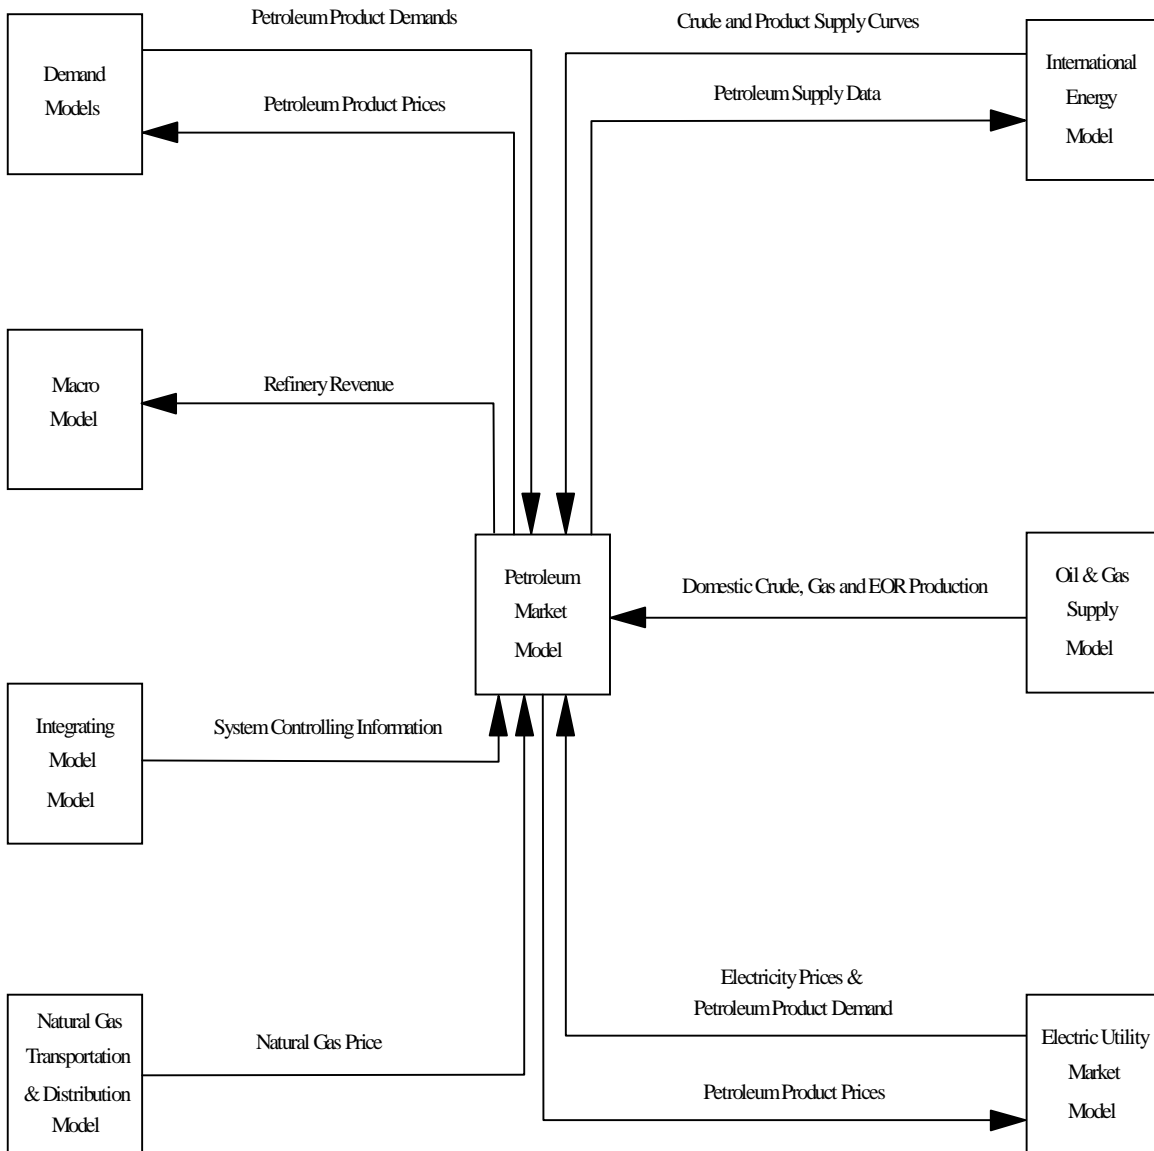 Petroleum Product Demands
Crude and Product Supply Curves
Demand
Models
International
Energy
Model
Petroleum Product Prices
Petroleum Supply Data
Macro
Model
Refinery Revenue
Petroleum
Market
Model
Domestic Crude, Gas and EOR Production
Oil & Gas
Supply
Model
Integrating
Model
Model
System Controlling Information
Electricity Prices &
Petroleum Product Demand
Natural Gas
Transportation
& Distribution
Model
Natural Gas Price
Electric Utility
Market
Model
Petroleum Product Prices